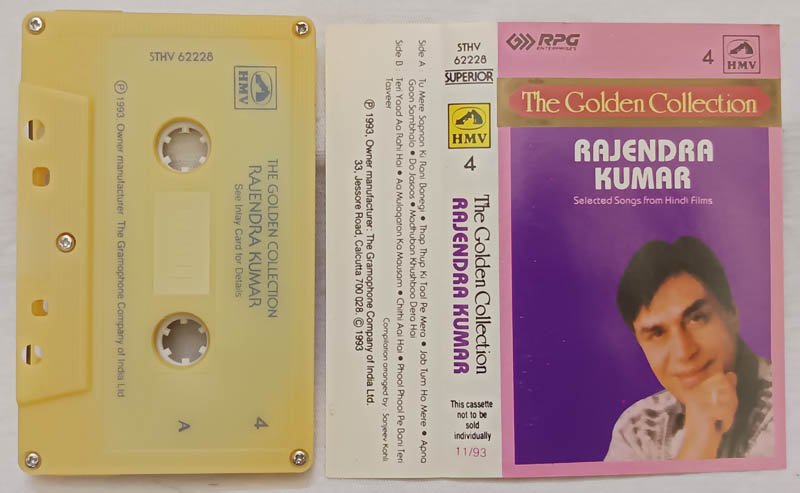 STHV 62228
HMV
THE GOLDEN COLLECTION
RAJENDRA KUMAR
See Inlay Card for Details
Ⓟ 1993. Owner manufacturer The Gramophone Company of India Ltd
4
A
Side A Tu Mere Sapnon Ki Rani Banegi • Thap Thup Ki Taal Pe Mera • Jab Tum Ho Mere • Apna
Gaon Sambhalo • Do Jasoos • Madhuban Khushboo Dera Hai
Side B Teri Yaad Aa Rahi Hai • Aa Mulaqaton Ka Mausam • Chithi Aai Hai • Phool Phool Pe Bani Teri
Tasveer
Compilation arranged by : Sanjeev Kohli
Ⓟ 1993. Owner manufacturer : The Gramophone Company of India Ltd.
33, Jessore Road, Calcutta 700 028. © 1993
STHV
62228
SUPERIOR
HMV
4
The Golden Collection
RAJENDRA KUMAR
This cassette
not to be
sold
individually
11/93
RPG
ENTERPRISES
4
HMV
The Golden Collection
RAJENDRA
KUMAR
Selected Songs from Hindi Films